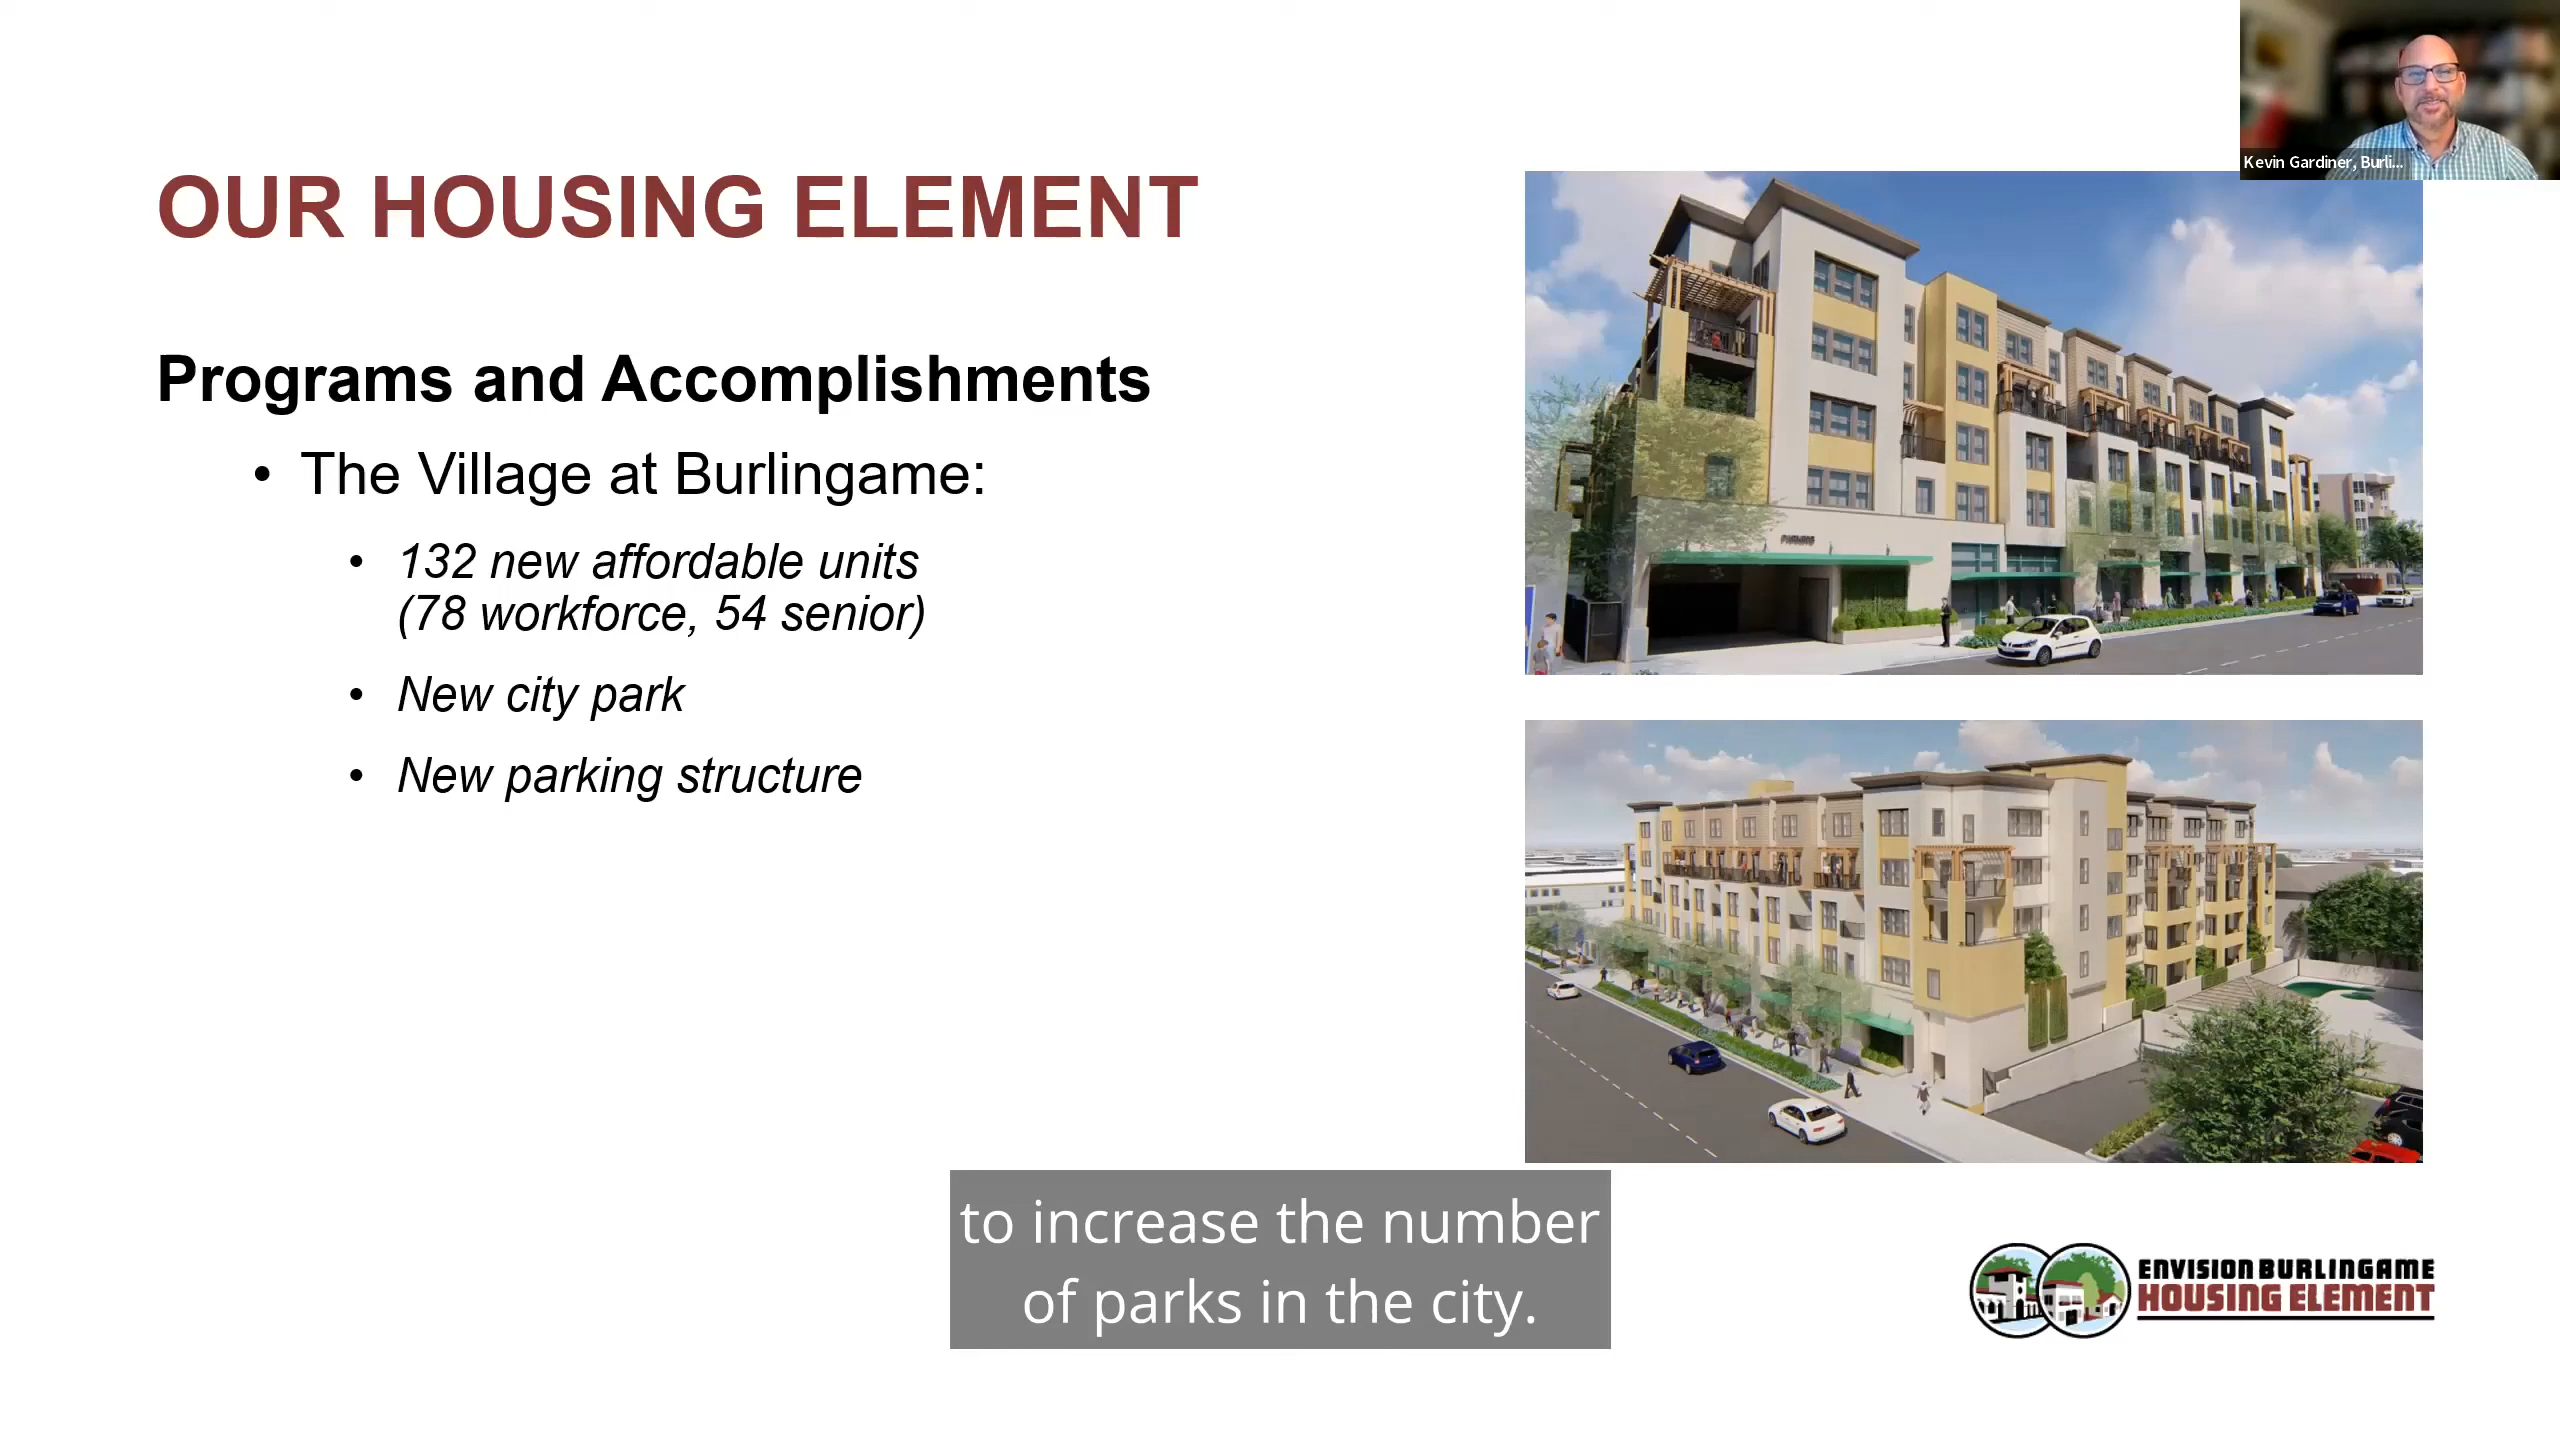 Kevin Gardiner, Burli...
OUR HOUSING ELEMENT
Programs and Accomplishments
• The Village at Burlingame:
• 132 new affordable units
(78 workforce, 54 senior)
• New city park
• New parking structure
PARKING
to increase the number
of parks in the city.
ENVISION BURLINGAME
HOUSING ELEMENT